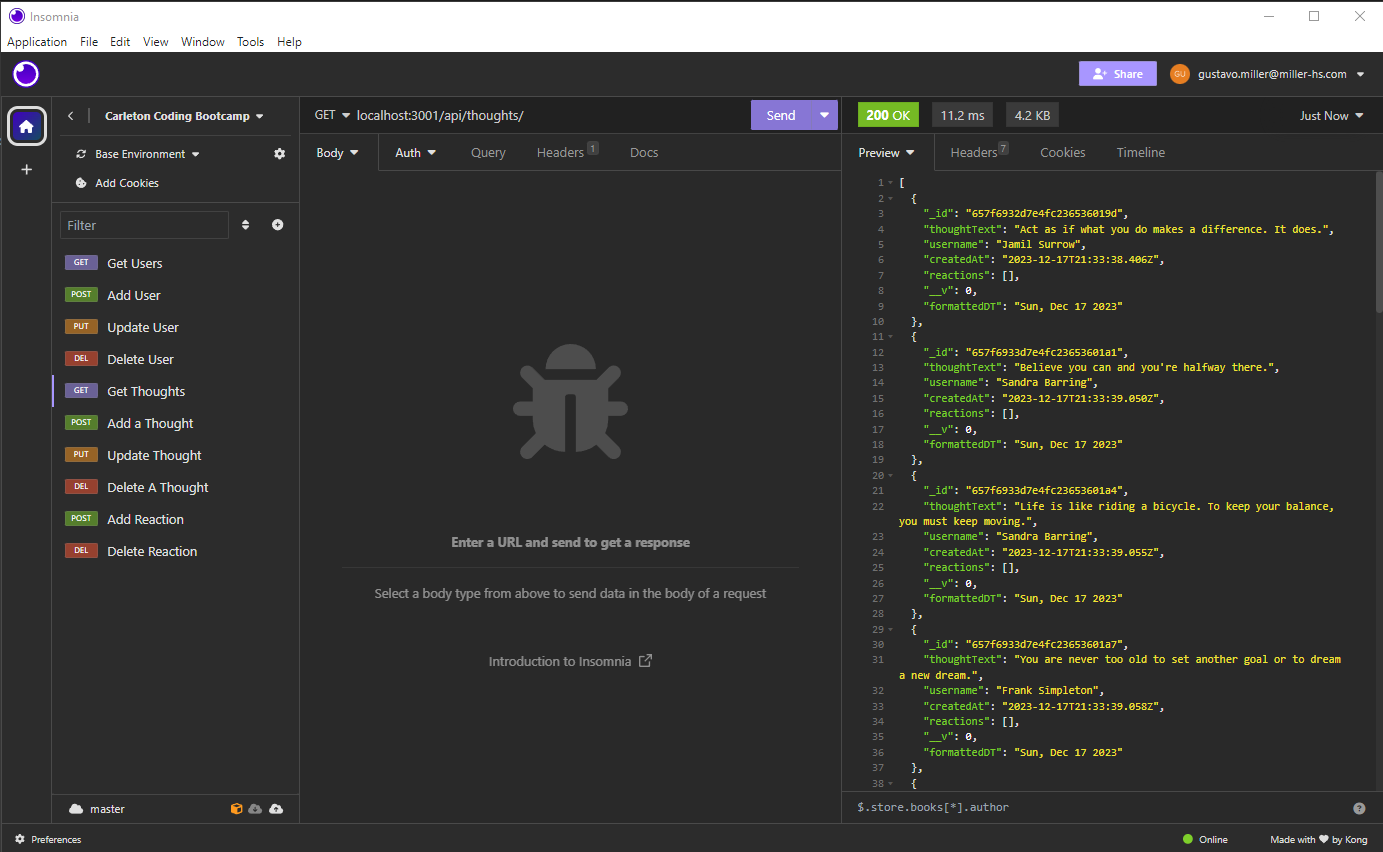 Insomnia
Application File Edit View Window Tools Help
Share
GU
gustavo.miller@miller-hs.com
Carleton Coding Bootcamp
Base Environment
Add Cookies
Filter
GET Get Users
POST Add User
PUT Update User
DEL Delete User
GET Get Thoughts
POST Add a Thought
PUT Update Thought
DEL Delete A Thought
POST Add Reaction
DEL Delete Reaction
master
GET localhost:3001/api/thoughts/
Send
Body Auth Query Headers 1 Docs
Enter a URL and send to get a response
Select a body type from above to send data in the body of a request
Introduction to Insomnia
200 OK 11.2 ms 4.2 KB Just Now
Preview Headers 7 Cookies Timeline
1 [
2 {
3 "_id": "657f6932d7e4fc236536019d",
4 "thoughtText": "Act as if what you do makes a difference. It does.",
5 "username": "Jamil Surrow",
6 "createdAt": "2023-12-17T21:33:38.406Z",
7 "reactions": [],
8 "__v": 0,
9 "formattedDT": "Sun, Dec 17 2023"
10 },
11 {
12 "_id": "657f6933d7e4fc23653601a1",
13 "thoughtText": "Believe you can and you're halfway there.",
14 "username": "Sandra Barring",
15 "createdAt": "2023-12-17T21:33:39.050Z",
16 "reactions": [],
17 "__v": 0,
18 "formattedDT": "Sun, Dec 17 2023"
19 },
20 {
21 "_id": "657f6933d7e4fc23653601a4",
22 "thoughtText": "Life is like riding a bicycle. To keep your balance,
you must keep moving.",
23 "username": "Sandra Barring",
24 "createdAt": "2023-12-17T21:33:39.055Z",
25 "reactions": [],
26 "__v": 0,
27 "formattedDT": "Sun, Dec 17 2023"
28 },
29 {
30 "_id": "657f6933d7e4fc23653601a7",
31 "thoughtText": "You are never too old to set another goal or to dream
a new dream.",
32 "username": "Frank Simpleton",
33 "createdAt": "2023-12-17T21:33:39.058Z",
34 "reactions": [],
35 "__v": 0,
36 "formattedDT": "Sun, Dec 17 2023"
37 },
38 {
$.store.books[*].author
Preferences
Online
Made with ♥ by Kong